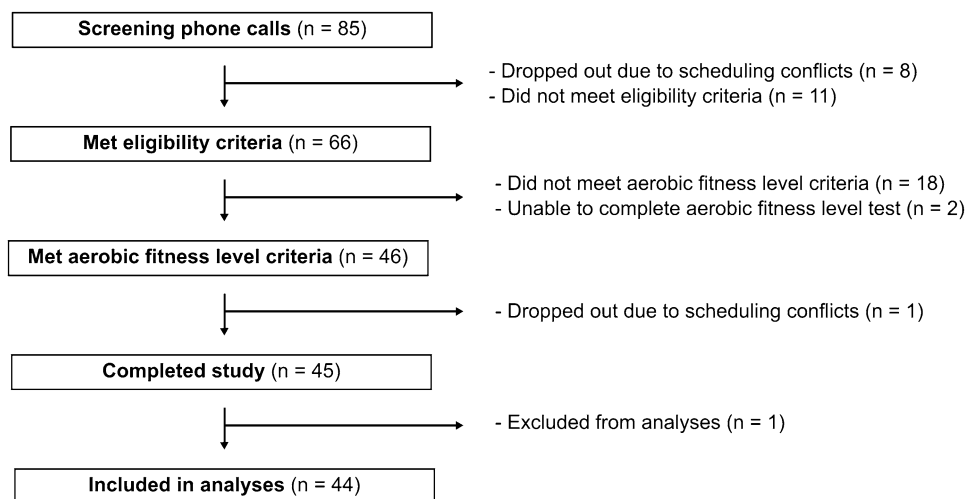 Screening phone calls (n = 85)
- Dropped out due to scheduling conflicts (n = 8)
- Did not meet eligibility criteria (n = 11)
Met eligibility criteria (n = 66)
- Did not meet aerobic fitness level criteria (n = 18)
- Unable to complete aerobic fitness level test (n = 2)
Met aerobic fitness level criteria (n = 46)
- Dropped out due to scheduling conflicts (n = 1)
Completed study (n = 45)
- Excluded from analyses (n = 1)
Included in analyses (n = 44)